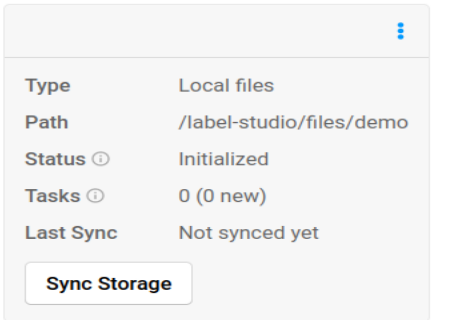 Type Local files
Path /label-studio/files/demo
Status Initialized
Tasks 0 (0 new)
Last Sync Not synced yet
Sync Storage